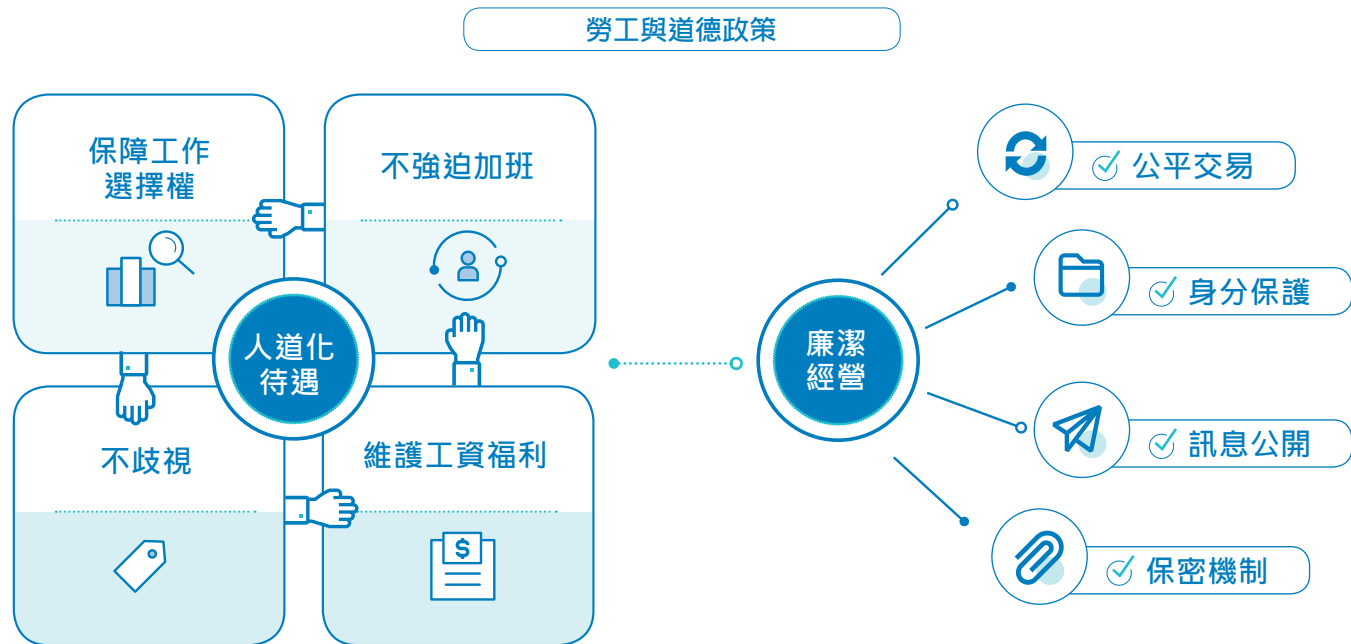 勞工與道德政策
保障工作
選擇權
不強迫加班
人道化
待遇
不歧視
維護工資福利
$
廉潔
經營
公平交易
身分保護
訊息公開
保密機制